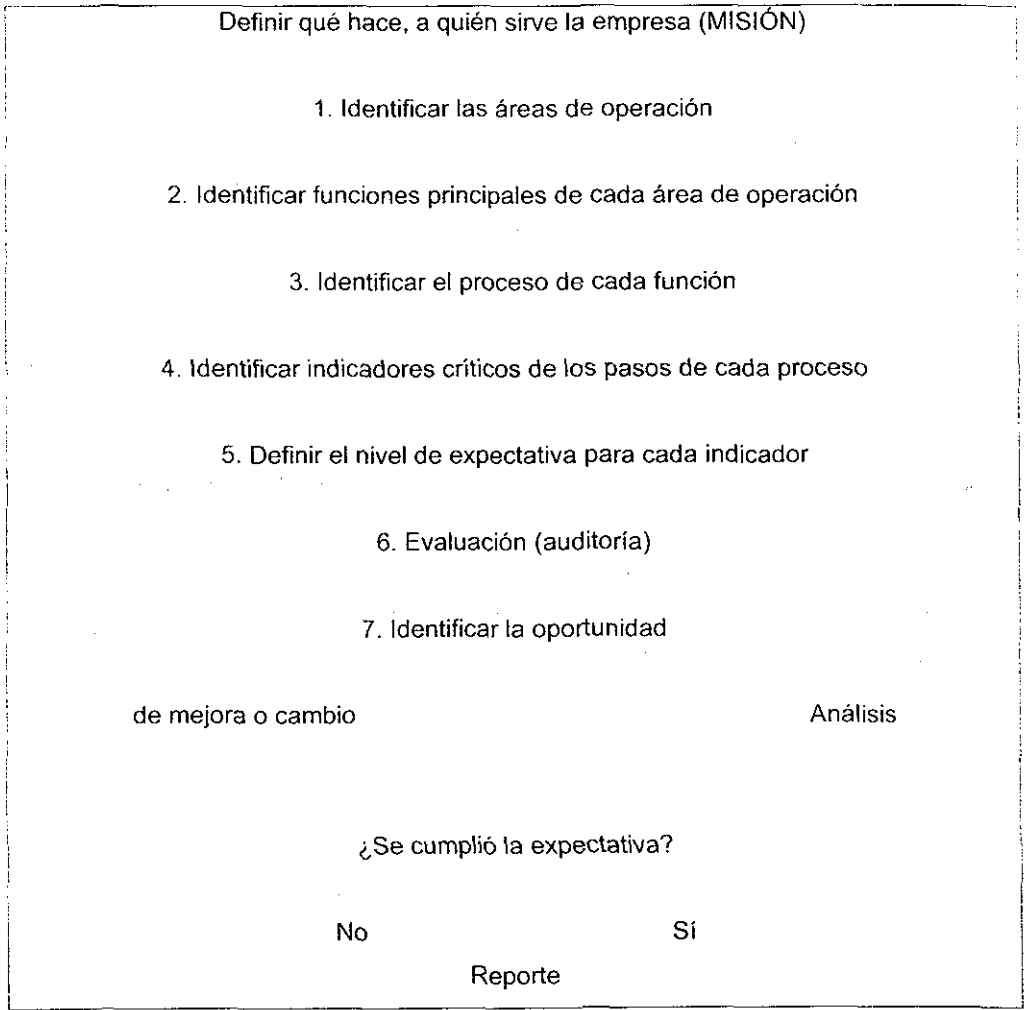 Definir qué hace, a quién sirve la empresa (MISIÓN)
1. Identificar las áreas de operación
2. Identificar funciones principales de cada área de operación
3. Identificar el proceso de cada función
4. Identificar indicadores críticos de los pasos de cada proceso
5. Definir el nivel de expectativa para cada indicador
6. Evaluación (auditoría)
7. Identificar la oportunidad
de mejora o cambio Análisis
¿Se cumplió la expectativa?
No Sí
Reporte